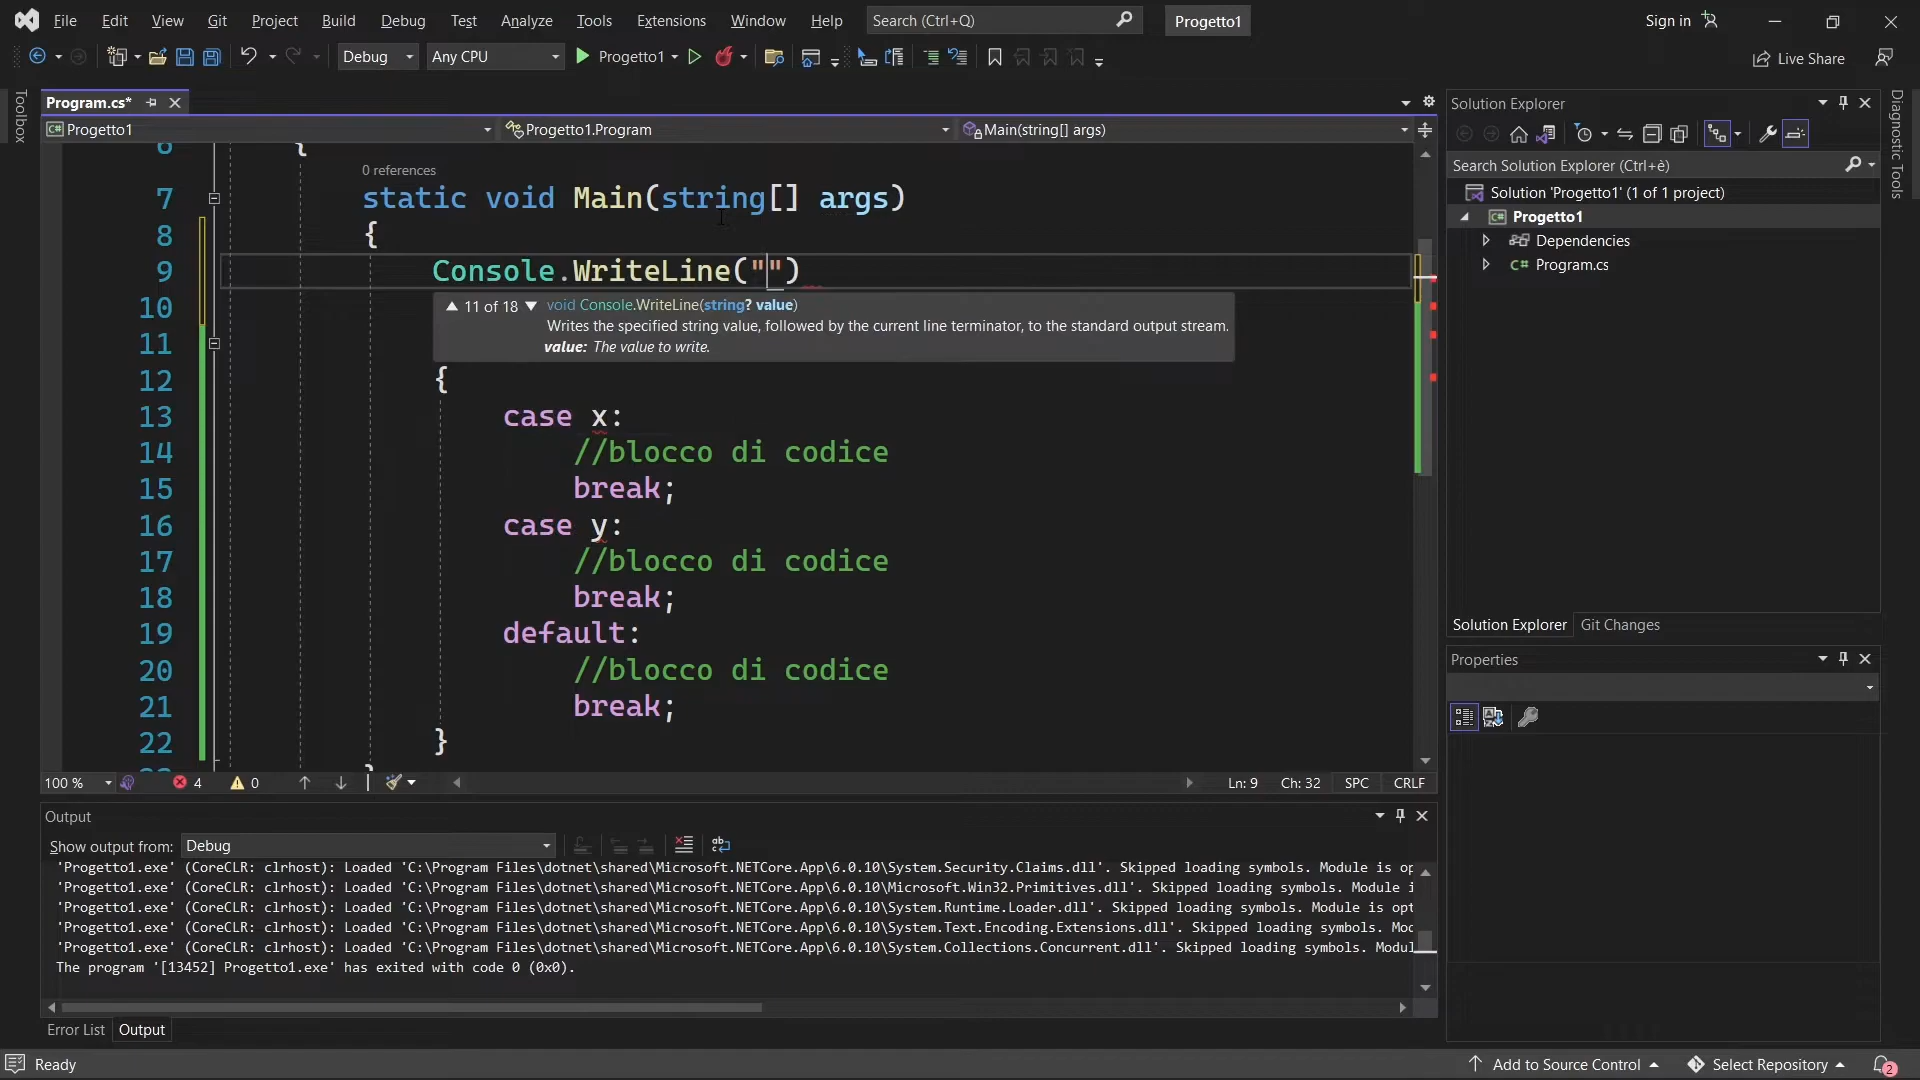 File Edit View Git Project Build Debug Test Analyze Tools Extensions Window Help Search (Ctrl+Q) Progetto1 Sign in
Debug Any CPU Progetto1 Live Share
Toolbox
Program.cs*
Progetto1 Progetto1.Program Main(string[] args)
6 {
0 references
7 static void Main(string[] args)
8 {
9 Console.WriteLine("")
10
11 of 18 void Console.WriteLine(string? value)
Writes the specified string value, followed by the current line terminator, to the standard output stream.
value: The value to write.
11
12 {
13 case x:
14 //blocco di codice
15 break;
16 case y:
17 //blocco di codice
18 break;
19 default:
20 //blocco di codice
21 break;
22 }
100 % 4 0 Ln: 9 Ch: 32 SPC CRLF
Output
Show output from: Debug
'Progetto1.exe' (CoreCLR: clrhost): Loaded 'C:\Program Files\dotnet\shared\Microsoft.NETCore.App\6.0.10\System.Security.Claims.dll'. Skipped loading symbols. Module is op
'Progetto1.exe' (CoreCLR: clrhost): Loaded 'C:\Program Files\dotnet\shared\Microsoft.NETCore.App\6.0.10\Microsoft.Win32.Primitives.dll'. Skipped loading symbols. Module i
'Progetto1.exe' (CoreCLR: clrhost): Loaded 'C:\Program Files\dotnet\shared\Microsoft.NETCore.App\6.0.10\System.Runtime.Loader.dll'. Skipped loading symbols. Module is opt
'Progetto1.exe' (CoreCLR: clrhost): Loaded 'C:\Program Files\dotnet\shared\Microsoft.NETCore.App\6.0.10\System.Text.Encoding.Extensions.dll'. Skipped loading symbols. Mo
'Progetto1.exe' (CoreCLR: clrhost): Loaded 'C:\Program Files\dotnet\shared\Microsoft.NETCore.App\6.0.10\System.Collections.Concurrent.dll'. Skipped loading symbols. Modul
The program '[13452] Progetto1.exe' has exited with code 0 (0x0).
Error List Output
Solution Explorer
Search Solution Explorer (Ctrl+è)
Solution 'Progetto1' (1 of 1 project)
Progetto1
Dependencies
C# Program.cs
Solution Explorer Git Changes
Properties
Diagnostic Tools
Ready Add to Source Control Select Repository 2